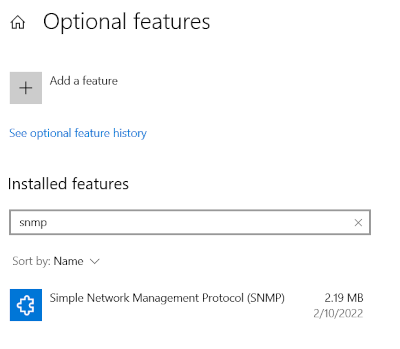 Optional features
Add a feature
See optional feature history
Installed features
snmp
Sort by: Name
Simple Network Management Protocol (SNMP) 2.19 MB
2/10/2022